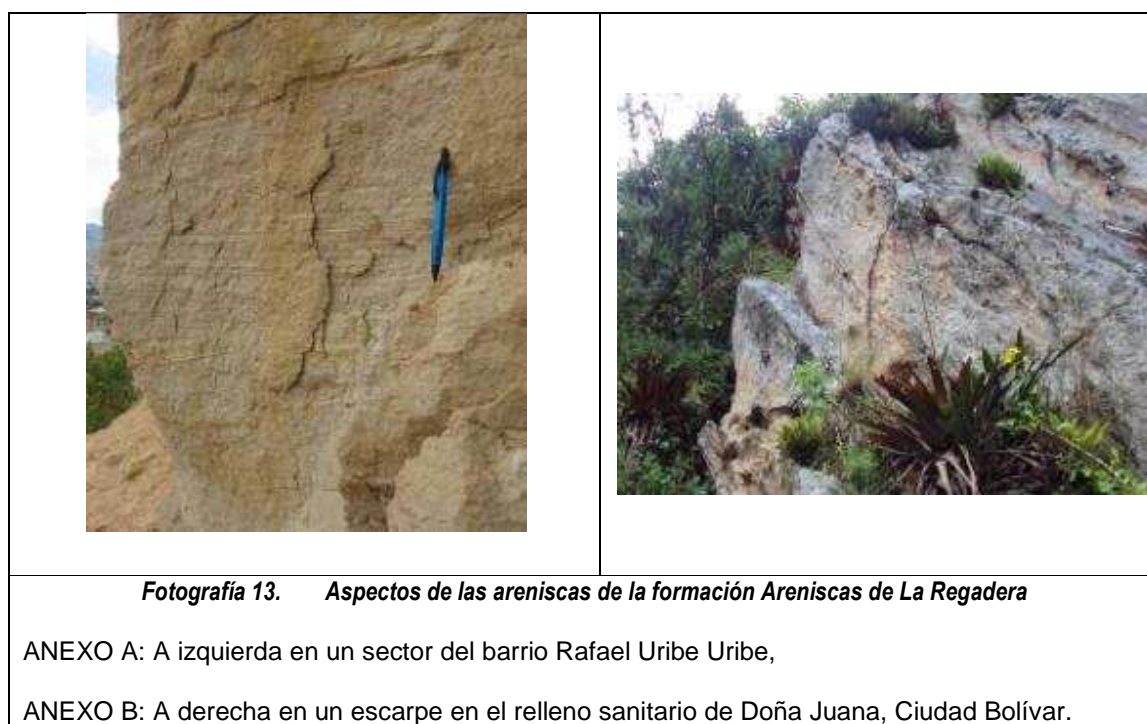 Fotografía 13. Aspectos de las areniscas de la formación Areniscas de La Regadera
ANEXO A: A izquierda en un sector del barrio Rafael Uribe Uribe,
ANEXO B: A derecha en un escarpe en el relleno sanitario de Doña Juana, Ciudad Bolívar.